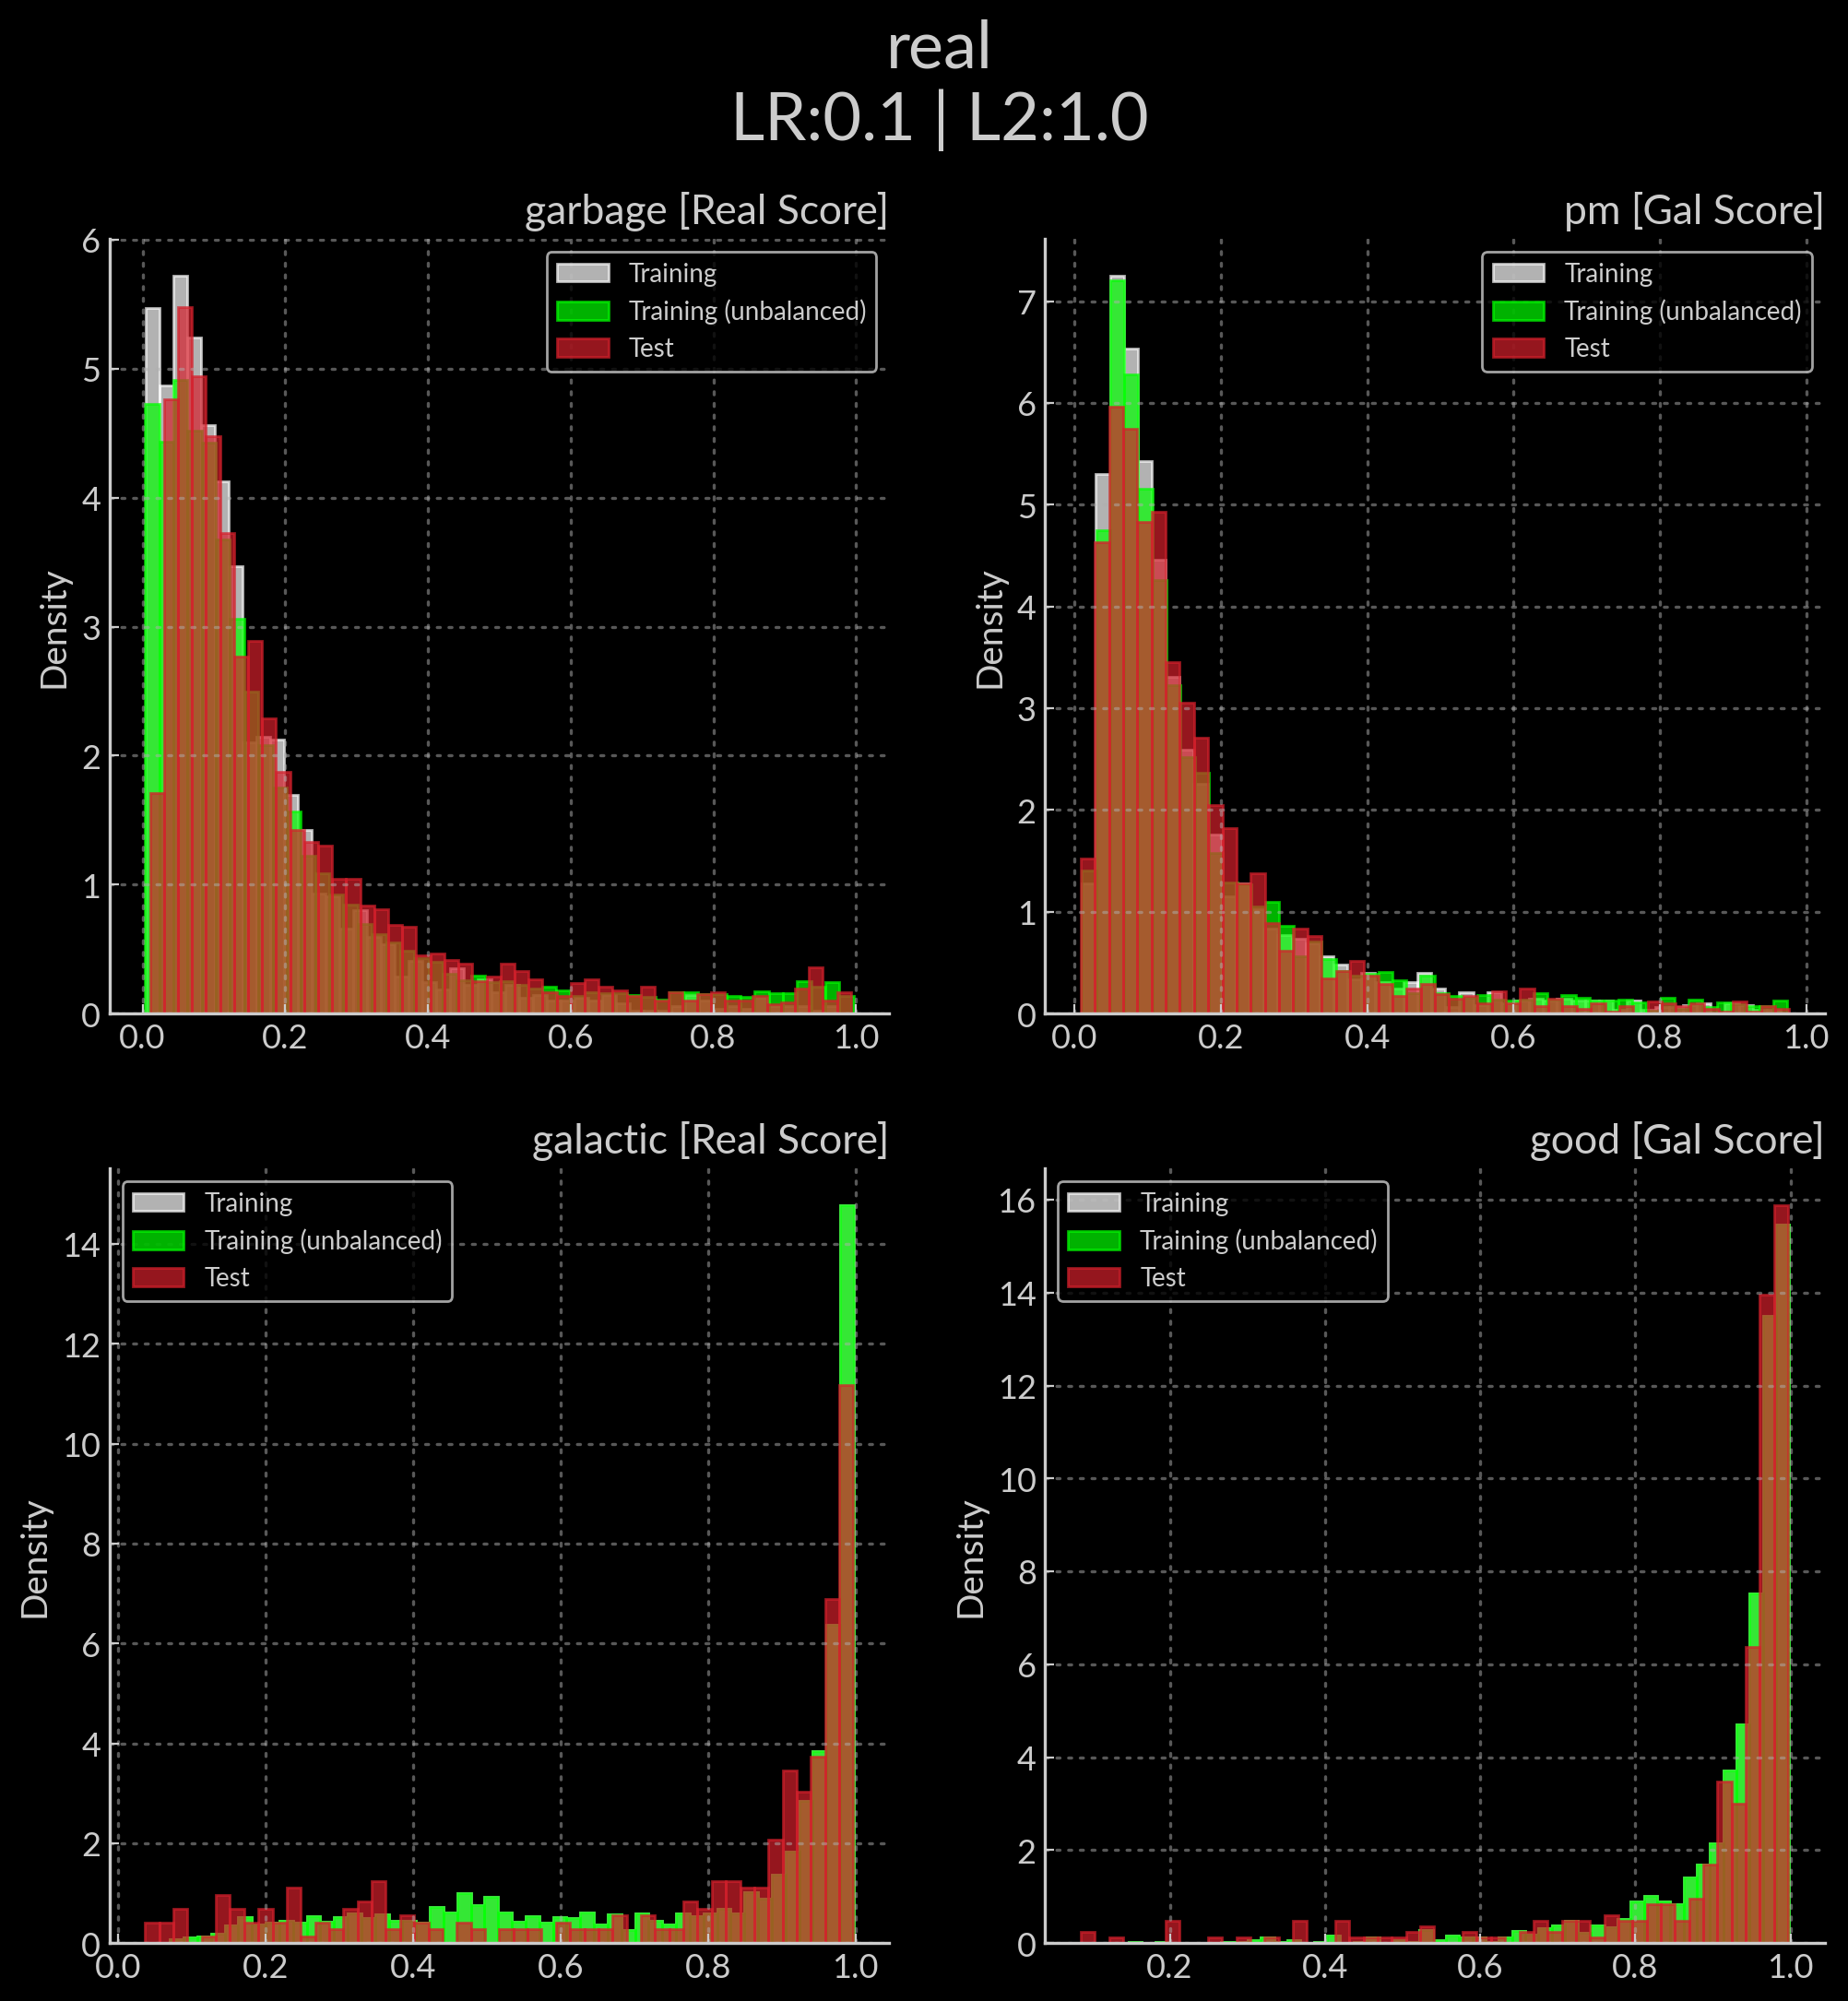 real
LR:0.1 | L2:1.0
garbage [Real Score]
Training
Training (unbalanced)
Test
Density
6
5
4
3
2
1
0
0.0 0.2 0.4 0.6 0.8 1.0
pm [Gal Score]
Training
Training (unbalanced)
Test
Density
7
6
5
4
3
2
1
0
0.0 0.2 0.4 0.6 0.8 1.0
galactic [Real Score]
Training
Training (unbalanced)
Test
Density
14
12
10
8
6
4
2
0
0.0 0.2 0.4 0.6 0.8 1.0
good [Gal Score]
Training
Training (unbalanced)
Test
Density
16
14
12
10
8
6
4
2
0
0.2 0.4 0.6 0.8 1.0